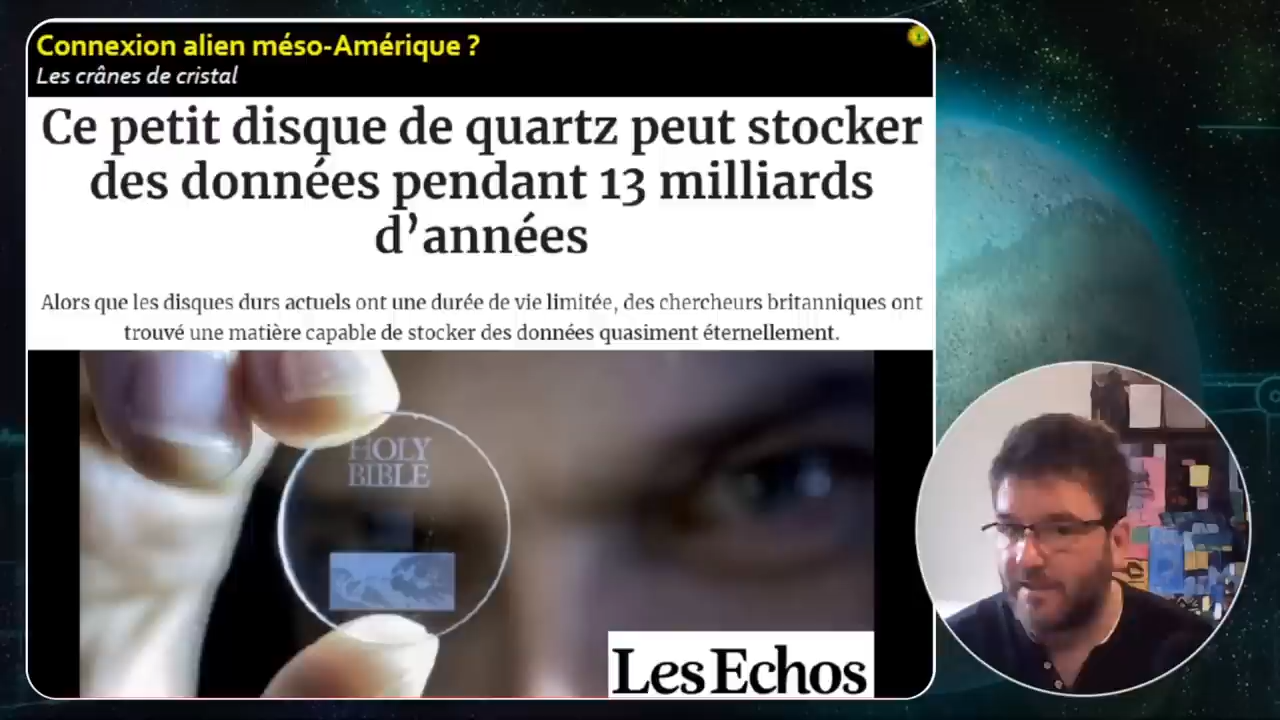 Connexion alien méso-Amérique ?
Les crânes de cristal
Ce petit disque de quartz peut stocker
des données pendant 13 milliards
d’années
Alors que les disques durs actuels ont une durée de vie limitée, des chercheurs britanniques ont
trouvé une matière capable de stocker des données quasiment éternellement.
HOLY
BIBLE
Les Echos